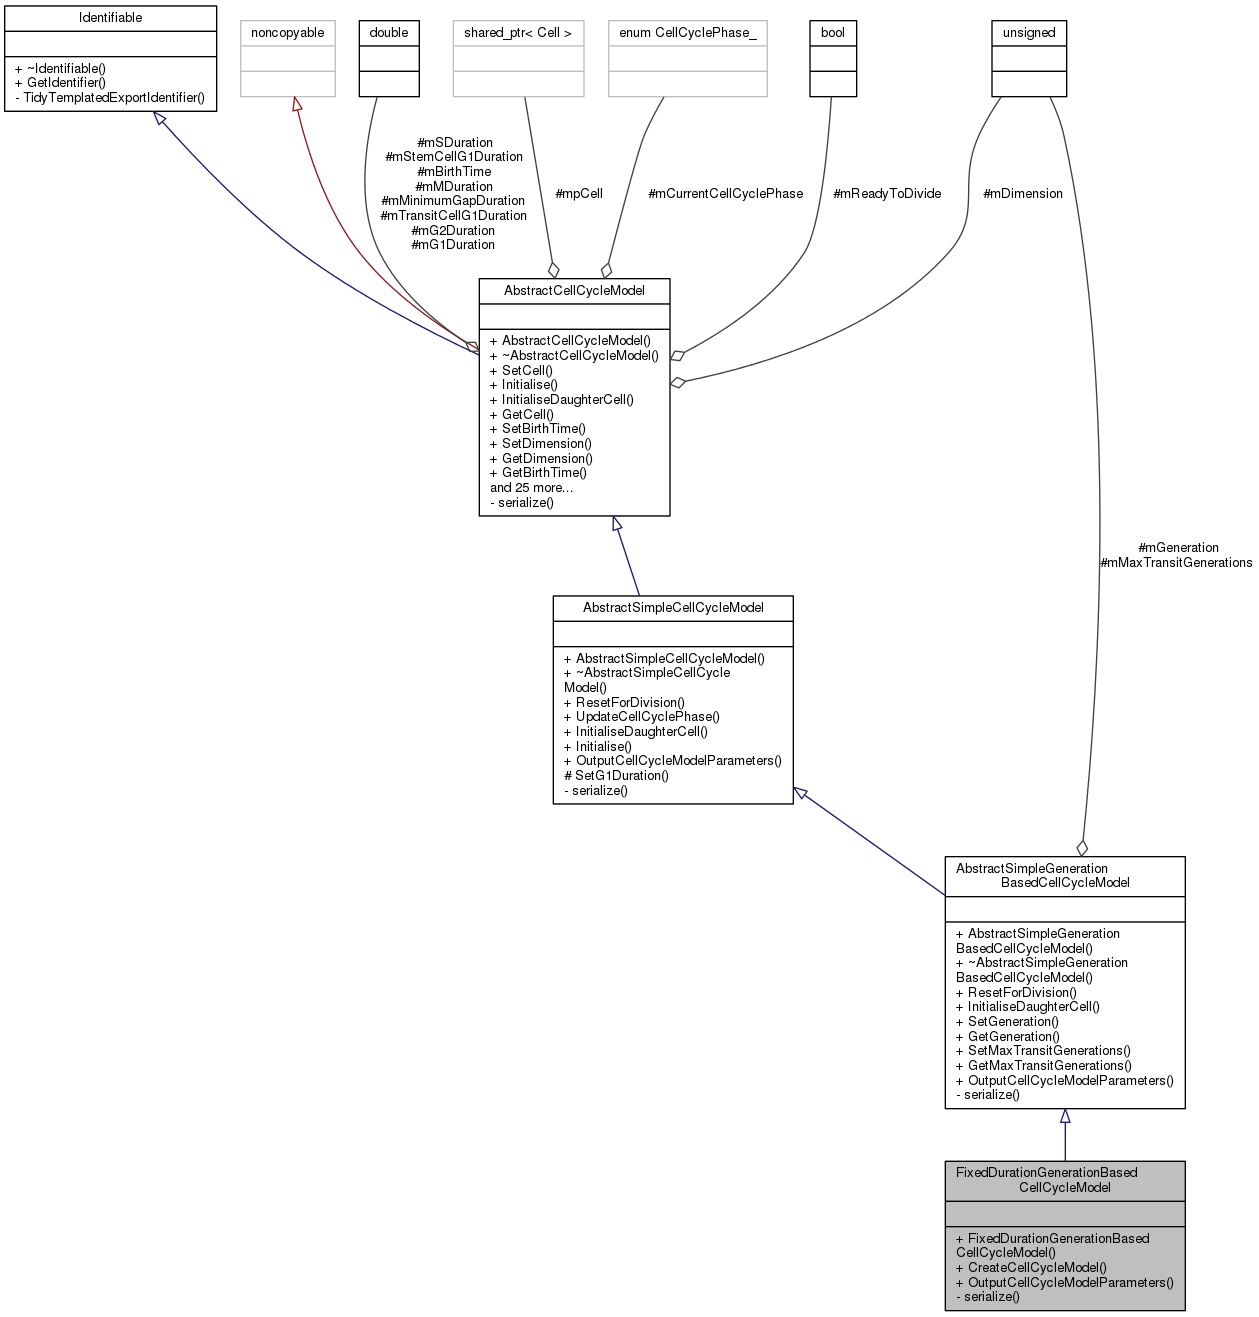 Identifiable
+ ~Identifiable()
+ GetIdentifier()
- TidyTemplatedExportIdentifier()
noncopyable
double
shared_ptr< Cell >
enum CellCyclePhase_
bool
unsigned
#mSDuration
#mStemCellG1Duration
#mBirthTime
#mMDuration
#mMinimumGapDuration
#mTransitCellG1Duration
#mG2Duration
#mG1Duration
#mpCell
#mCurrentCellCyclePhase
#mReadyToDivide
#mDimension
AbstractCellCycleModel
+ AbstractCellCycleModel()
+ ~AbstractCellCycleModel()
+ SetCell()
+ Initialise()
+ InitialiseDaughterCell()
+ GetCell()
+ SetBirthTime()
+ SetDimension()
+ GetDimension()
+ GetBirthTime()
and 25 more...
- serialize()
#mGeneration
#mMaxTransitGenerations
AbstractSimpleCellCycleModel
+ AbstractSimpleCellCycleModel()
+ ~AbstractSimpleCellCycle
Model()
+ ResetForDivision()
+ UpdateCellCyclePhase()
+ InitialiseDaughterCell()
+ Initialise()
+ OutputCellCycleModelParameters()
# SetG1Duration()
- serialize()
AbstractSimpleGeneration
BasedCellCycleModel
+ AbstractSimpleGeneration
BasedCellCycleModel()
+ ~AbstractSimpleGeneration
BasedCellCycleModel()
+ ResetForDivision()
+ InitialiseDaughterCell()
+ SetGeneration()
+ GetGeneration()
+ SetMaxTransitGenerations()
+ GetMaxTransitGenerations()
+ OutputCellCycleModelParameters()
- serialize()
FixedDurationGenerationBased
CellCycleModel
+ FixedDurationGenerationBased
CellCycleModel()
+ CreateCellCycleModel()
+ OutputCellCycleModelParameters()
- serialize()